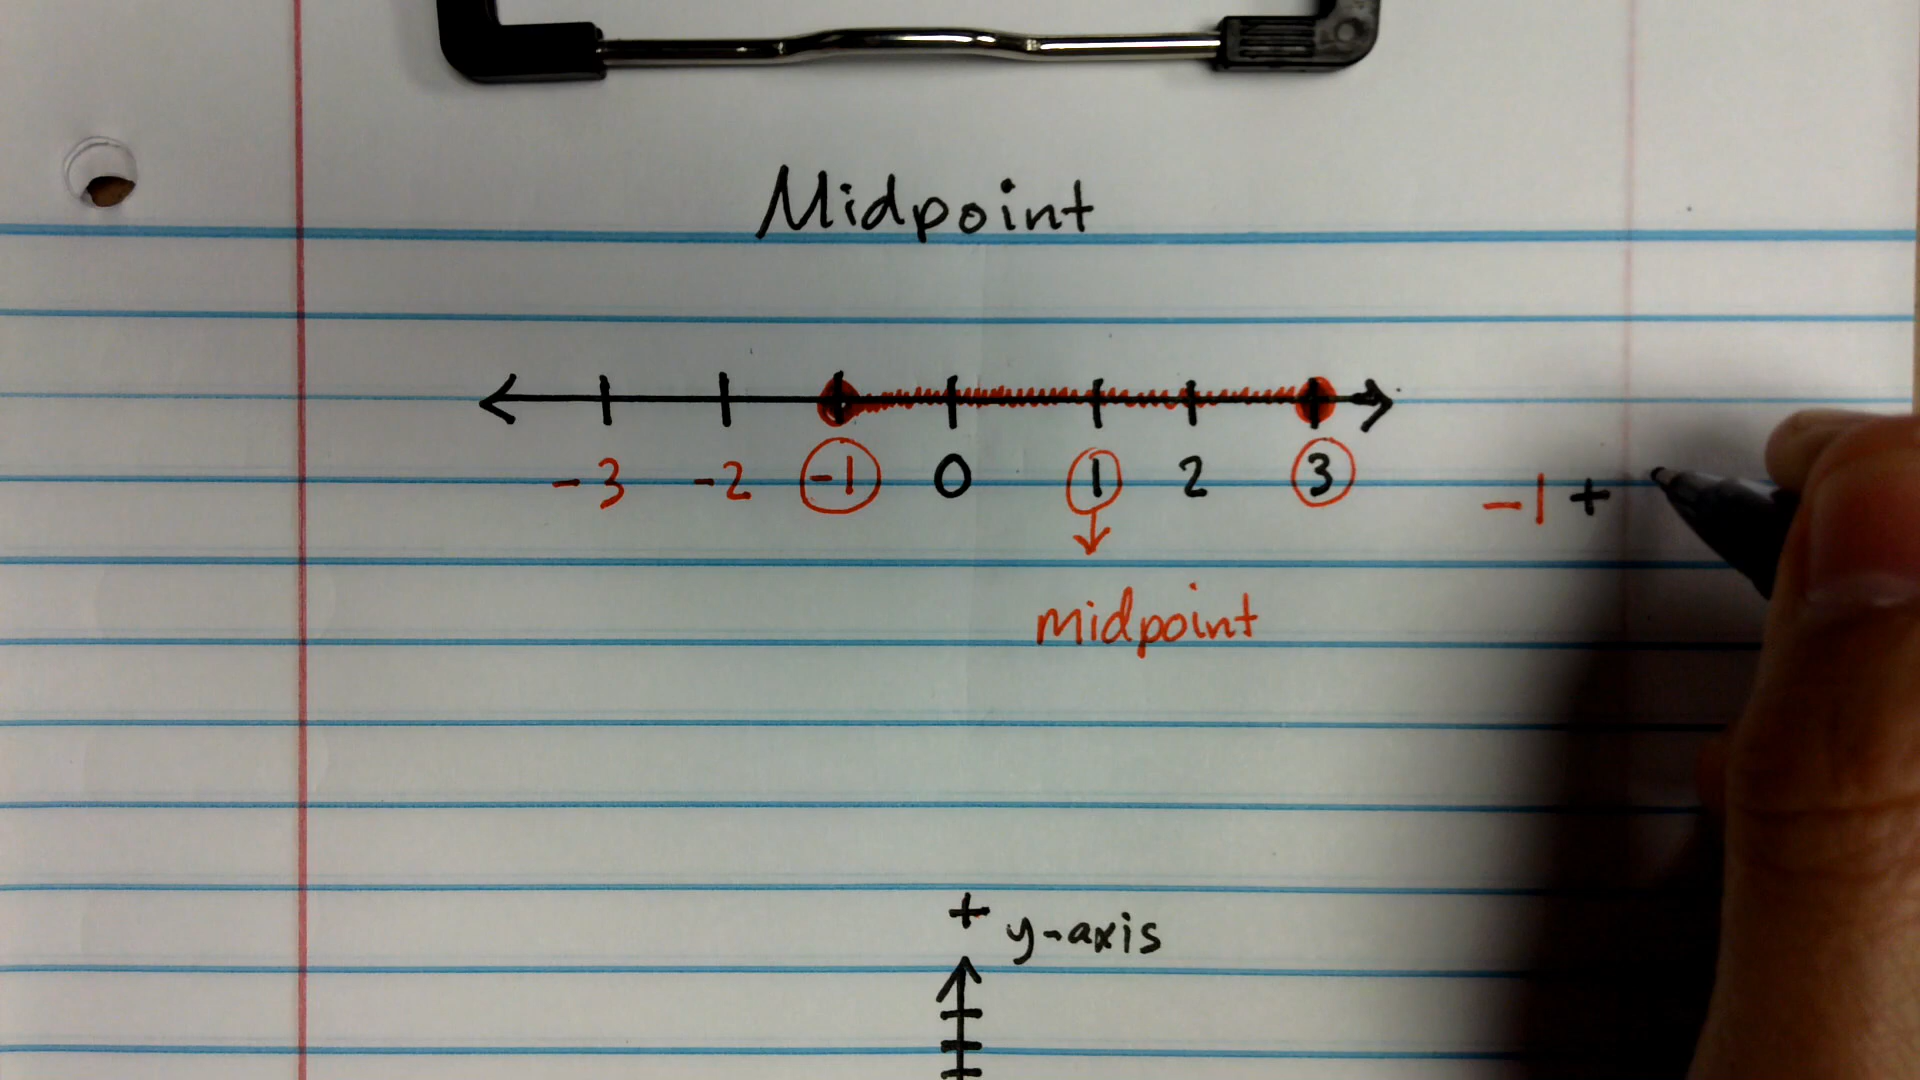 Midpoint
-3 -2 -1 0 1 2 3
-1 +
midpoint
+
y-axis